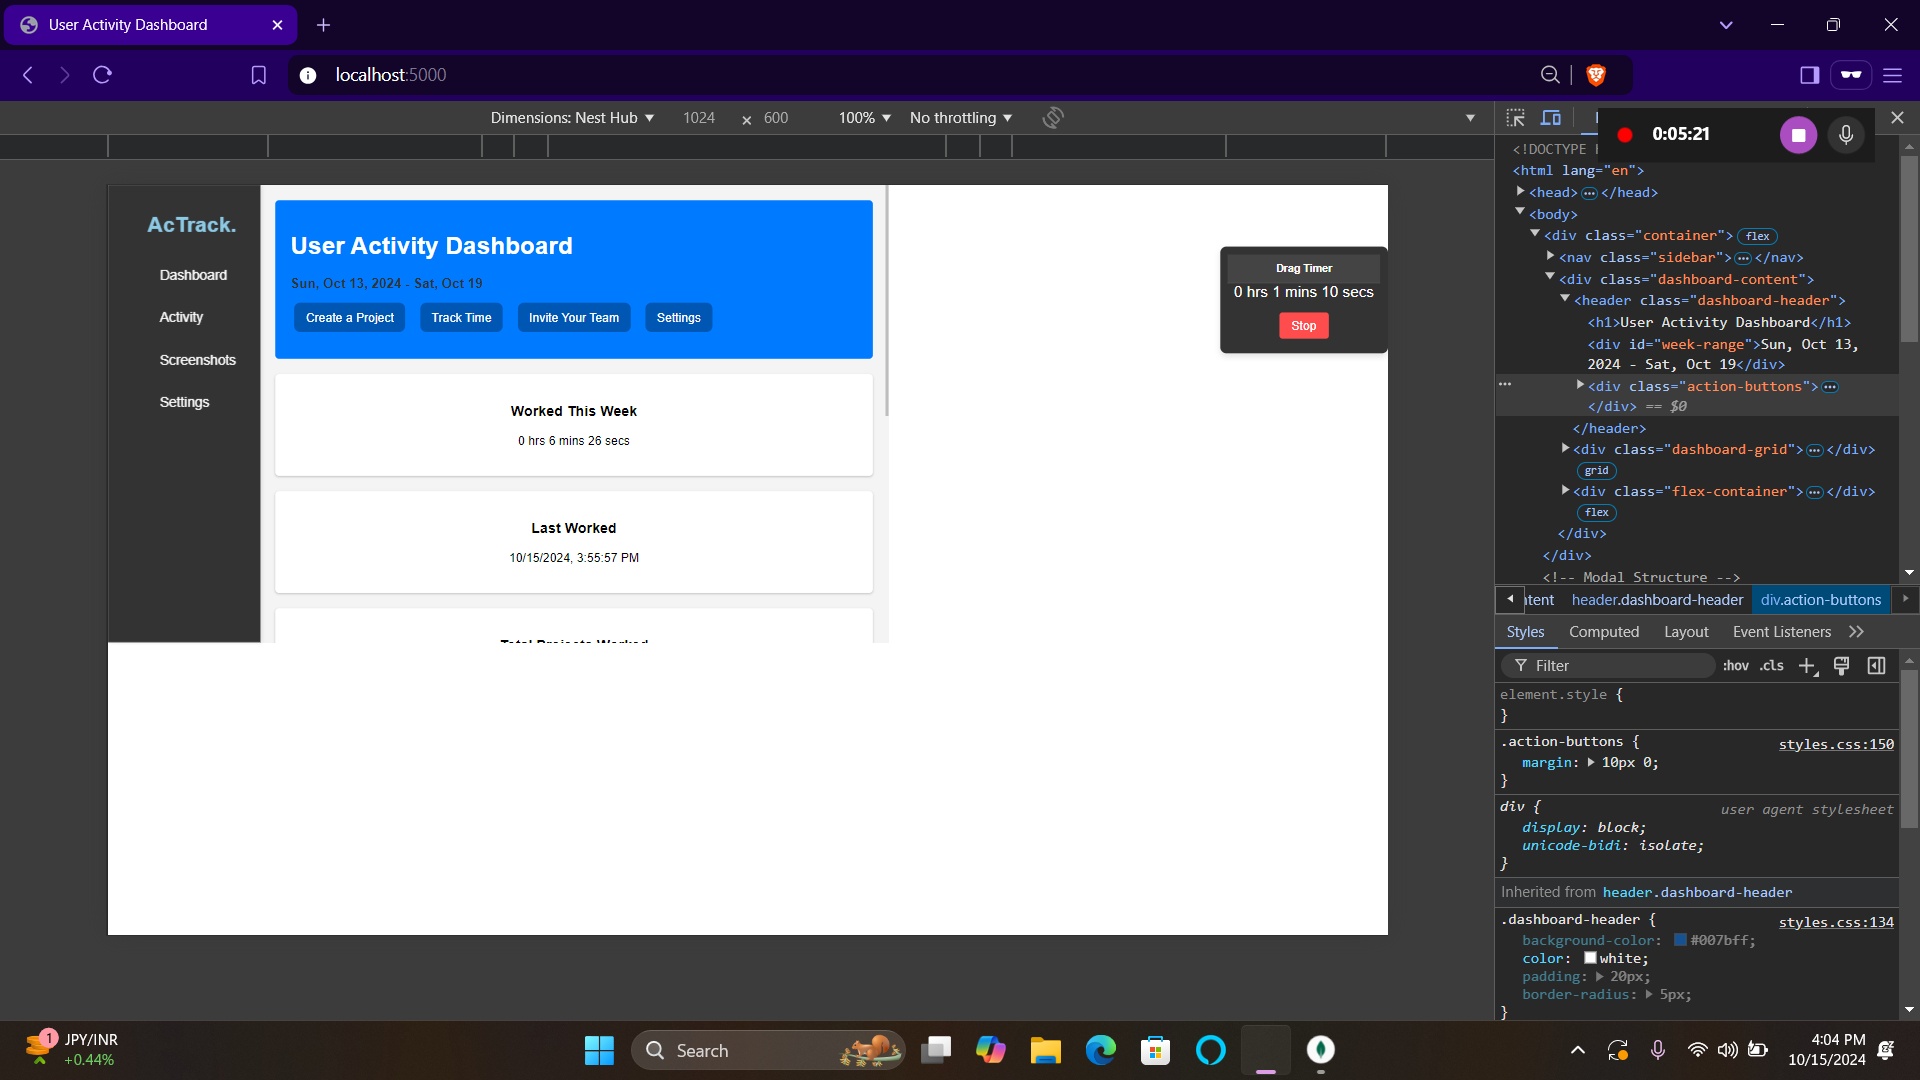 User Activity Dashboard
localhost:5000
Dimensions: Nest Hub 1024 × 600 100% No throttling
0:05:21
AcTrack.
Dashboard
Activity
Screenshots
Settings
User Activity Dashboard
Sun, Oct 13, 2024 - Sat, Oct 19
Create a Project Track Time Invite Your Team Settings
Worked This Week
0 hrs 6 mins 26 secs
Last Worked
10/15/2024, 3:55:57 PM
Total Projects Worked
Drag Timer
0 hrs 1 mins 10 secs
Stop
<!DOCTYPE
<html lang="en">
<head> ⋯ </head>
<body>
<div class="container"> flex
<nav class="sidebar"> ⋯ </nav>
<div class="dashboard-content">
<header class="dashboard-header">
<h1>User Activity Dashboard</h1>
<div id="week-range">Sun, Oct 13,
2024 - Sat, Oct 19</div>
<div class="action-buttons"> ⋯
</div> == $0
</header>
<div class="dashboard-grid"> ⋯ </div>
grid
<div class="flex-container"> ⋯ </div>
flex
</div>
</div>
<!-- Modal Structure -->
ntent header.dashboard-header div.action-buttons
Styles Computed Layout Event Listeners
Filter :hov .cls
element.style {
}
.action-buttons { styles.css:150
margin: 10px 0;
}
div { user agent stylesheet
display: block;
unicode-bidi: isolate;
}
Inherited from header.dashboard-header
.dashboard-header { styles.css:134
background-color: #007bff;
color: white;
padding: 20px;
border-radius: 5px;
}
1
JPY/INR
+0.44%
Search
4:04 PM
10/15/2024